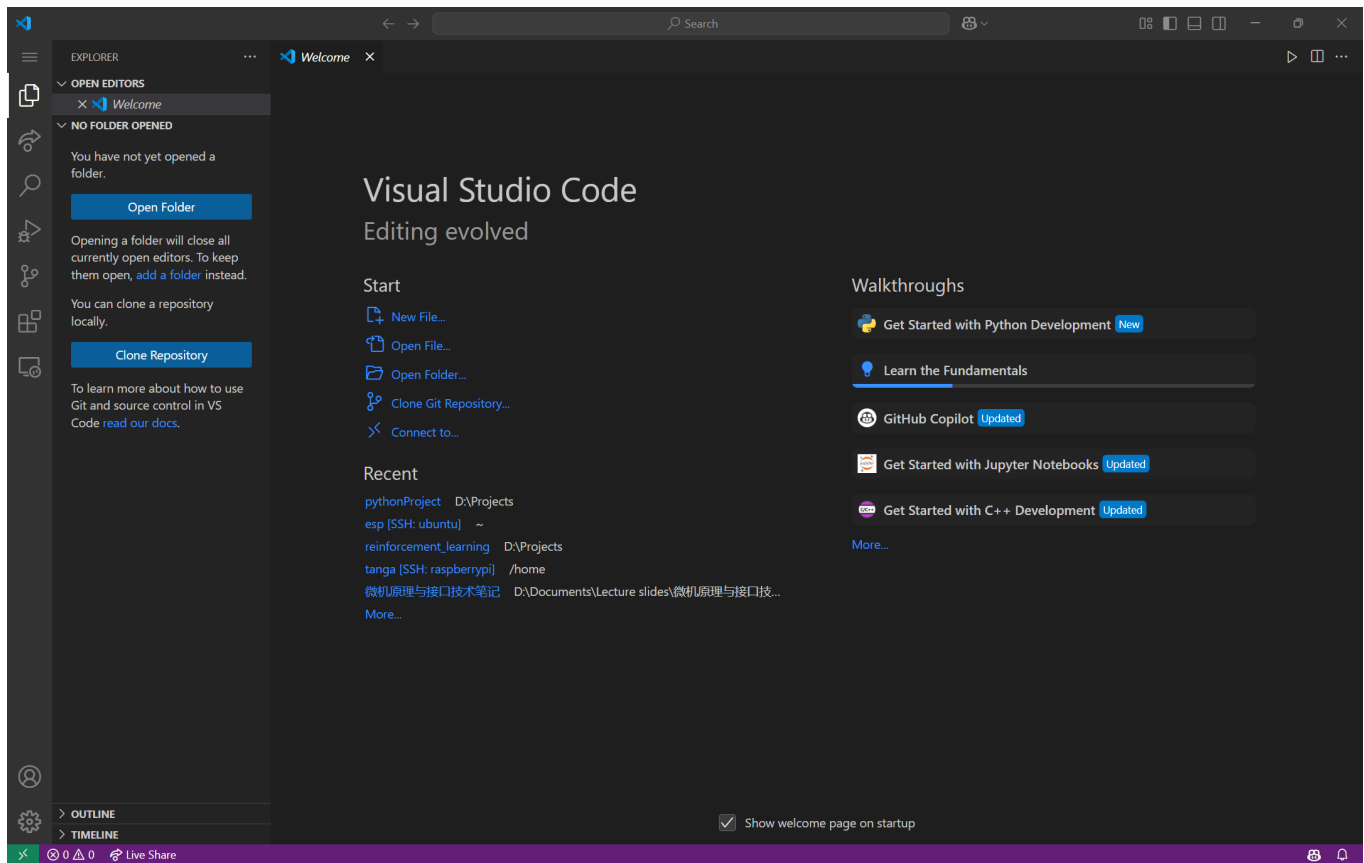 Search
EXPLORER
OPEN EDITORS
Welcome
NO FOLDER OPENED
You have not yet opened a
folder.
Open Folder
Opening a folder will close all
currently open editors. To keep
them open, add a folder instead.
You can clone a repository
locally.
Clone Repository
To learn more about how to use
Git and source control in VS
Code read our docs.
OUTLINE
TIMELINE
Welcome
Visual Studio Code
Editing evolved
Start
New File...
Open File...
Open Folder...
Clone Git Repository...
Connect to...
Recent
pythonProject D:\Projects
esp [SSH: ubuntu] ~
reinforcement_learning D:\Projects
tanga [SSH: raspberrypi] /home
微机原理与接口技术笔记 D:\Documents\Lecture slides\微机原理与接口技...
More...
Walkthroughs
Get Started with Python Development New
Learn the Fundamentals
GitHub Copilot Updated
Get Started with Jupyter Notebooks Updated
Get Started with C++ Development Updated
More...
Show welcome page on startup
0 0 Live Share